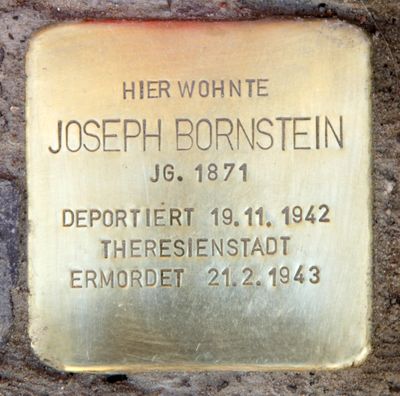 HIER WOHNTE
JOSEPH BORNSTEIN
JG. 1871
DEPORTIERT 19.11.1942
THERESIENSTADT
ERMORDET 21.2.1943